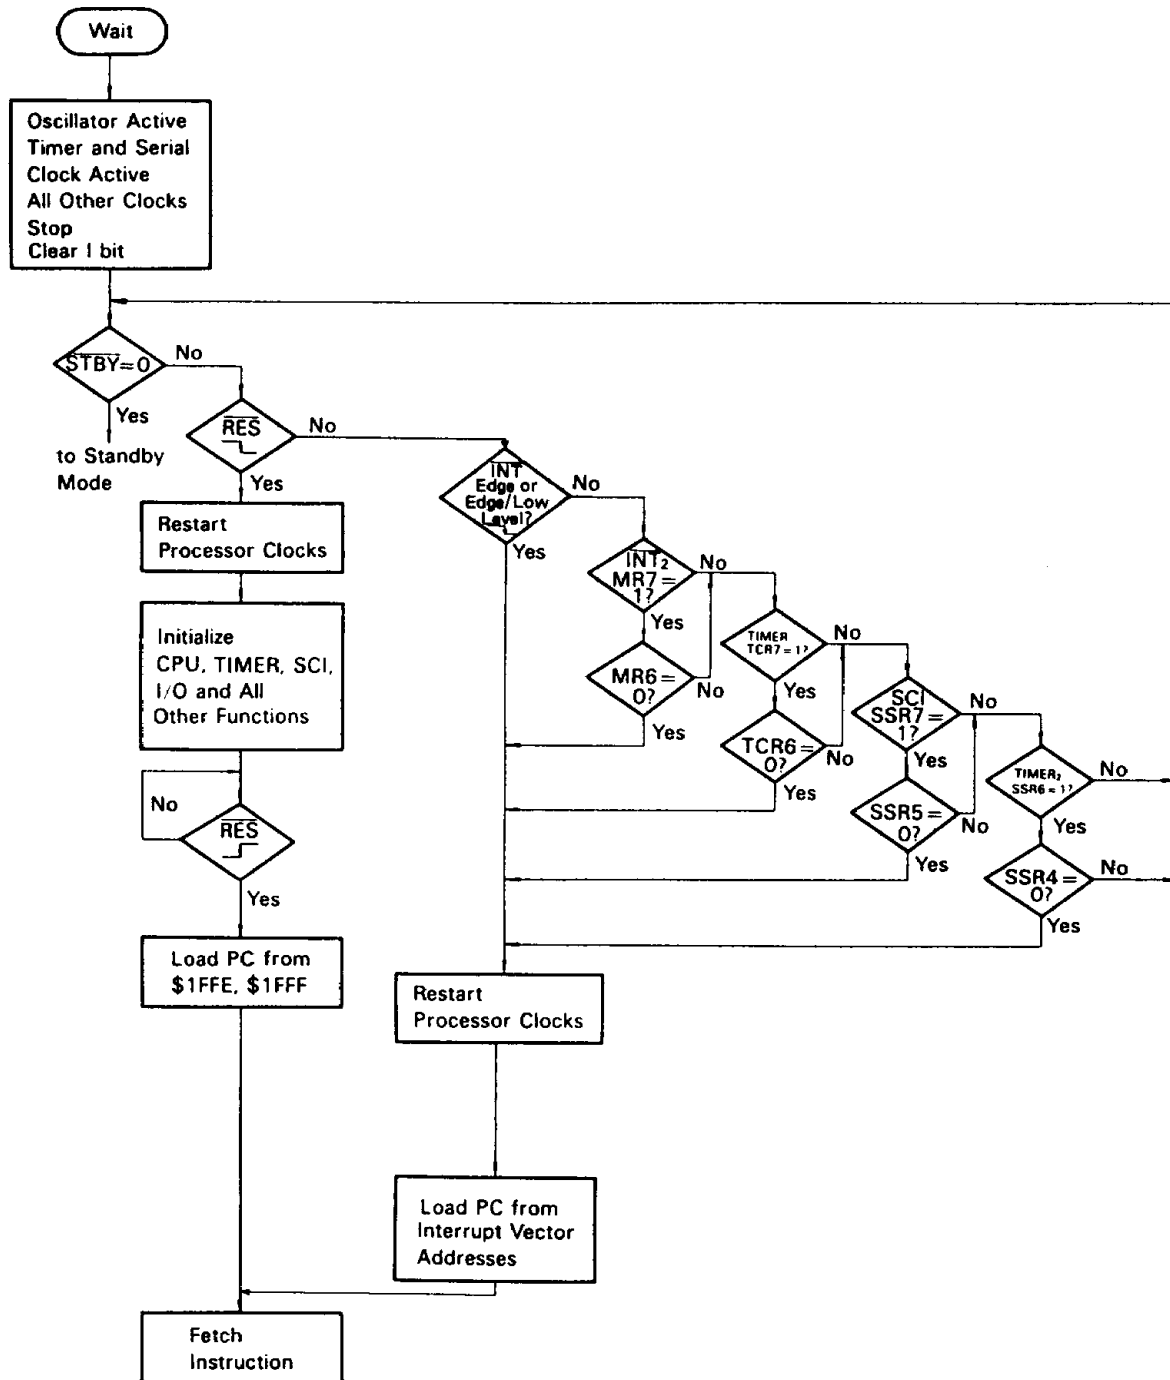 Wait
Oscillator Active
Timer and Serial
Clock Active
All Other Clocks
Stop
Clear I bit
STBY=0
No
Yes
to Standby
Mode
RES
No
Yes
INT
Edge or
Edge/Low
Level?
No
Yes
Restart
Processor Clocks
INT2
MR7=
1?
No
Yes
Initialize
CPU, TIMER, SCI,
I/O and All
Other Functions
MR6=
0?
No
Yes
TIMER
TCR7=1?
No
Yes
TCR6=
0?
No
Yes
SCI
SSR7=
1?
No
Yes
SSR5=
0?
No
Yes
TIMER2
SSR6=1?
No
Yes
SSR4=
0?
No
Yes
No
RES
Yes
Load PC from
$1FFE, $1FFF
Restart
Processor Clocks
Load PC from
Interrupt Vector
Addresses
Fetch
Instruction